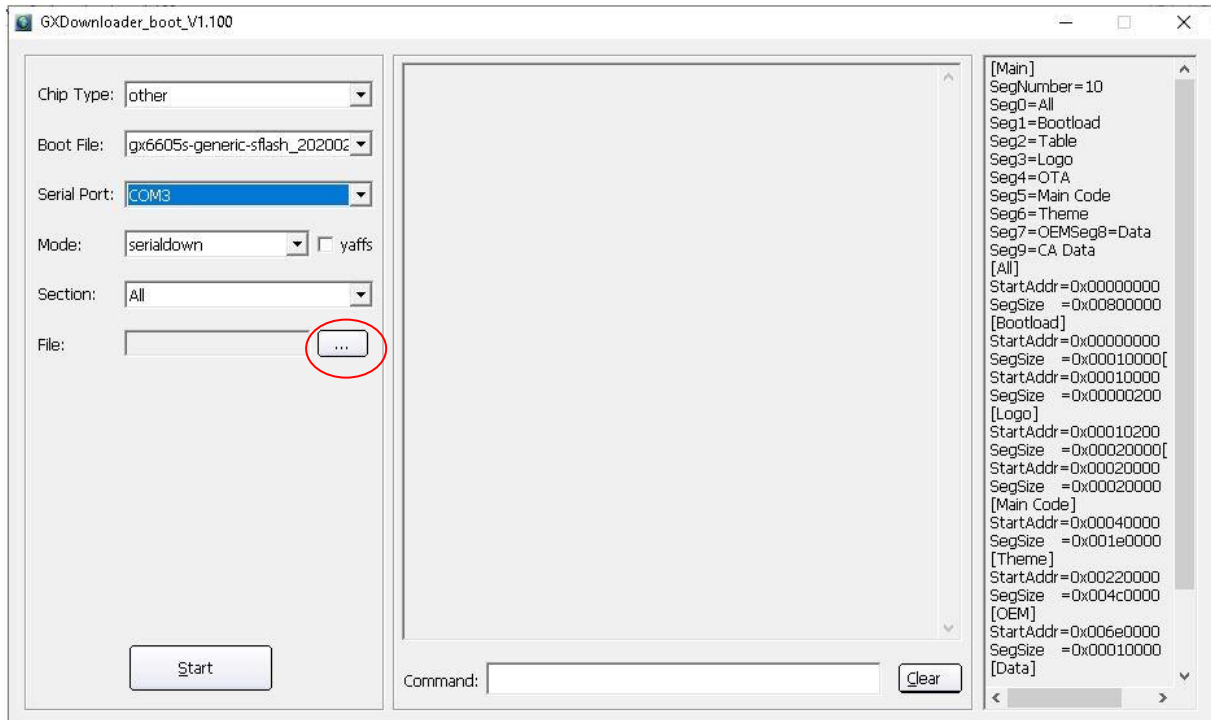 GXDownloader_boot_V1.100
Chip Type: other
Boot File: gx6605s-generic-sflash_202002
Serial Port: COM3
Mode: serialdown yaffs
Section: All
File: ...
Start
Command: Clear
[Main]
SegNumber=10
Seg0=All
Seg1=Bootload
Seg2=Table
Seg3=Logo
Seg4=OTA
Seg5=Main Code
Seg6=Theme
Seg7=OEMSeg8=Data
Seg9=CA Data
[All]
StartAddr=0x00000000
SegSize =0x00800000
[Bootload]
StartAddr=0x00000000
SegSize =0x00010000[
StartAddr=0x00010000
SegSize =0x00000200
[Logo]
StartAddr=0x00010200
SegSize =0x00020000[
StartAddr=0x00020000
SegSize =0x00020000
[Main Code]
StartAddr=0x00040000
SegSize =0x001e0000
[Theme]
StartAddr=0x00220000
SegSize =0x004c0000
[OEM]
StartAddr=0x006e0000
SegSize =0x00010000
[Data]